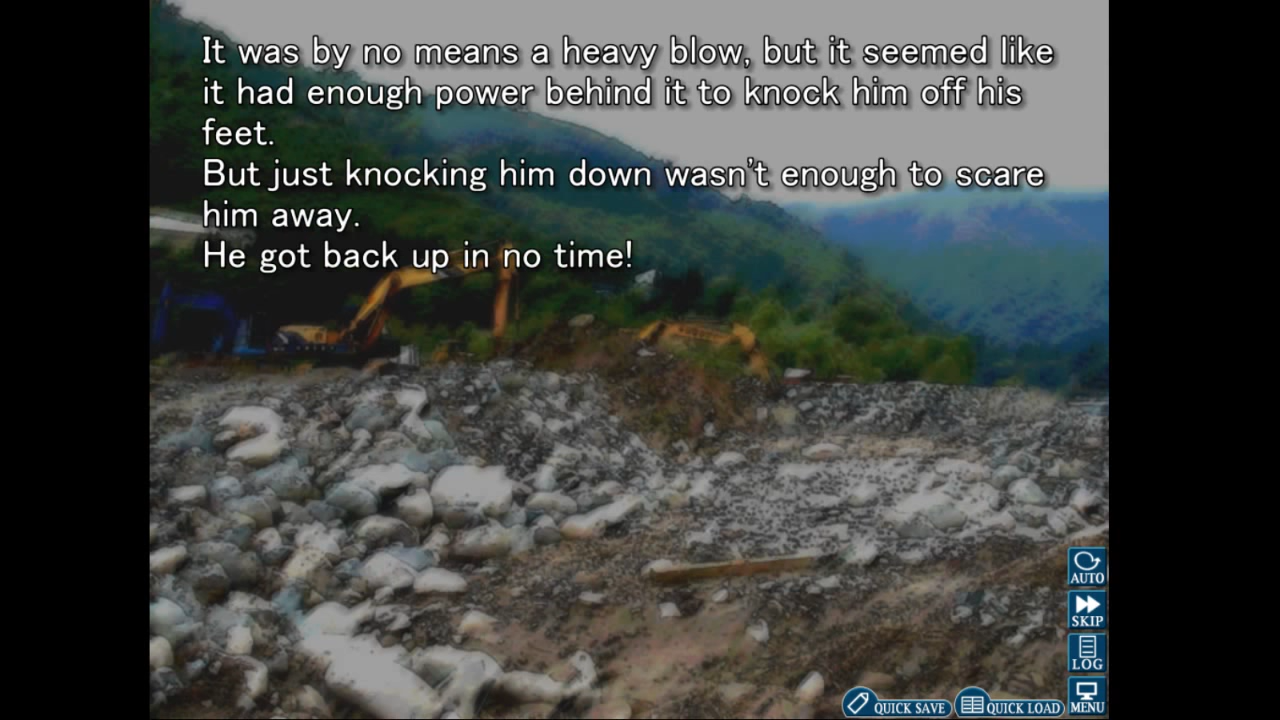 It was by no means a heavy blow, but it seemed like
it had enough power behind it to knock him off his
feet.
But just knocking him down wasn't enough to scare
him away.
He got back up in no time!
AUTO
SKIP
LOG
MENU
QUICK SAVE
QUICK LOAD